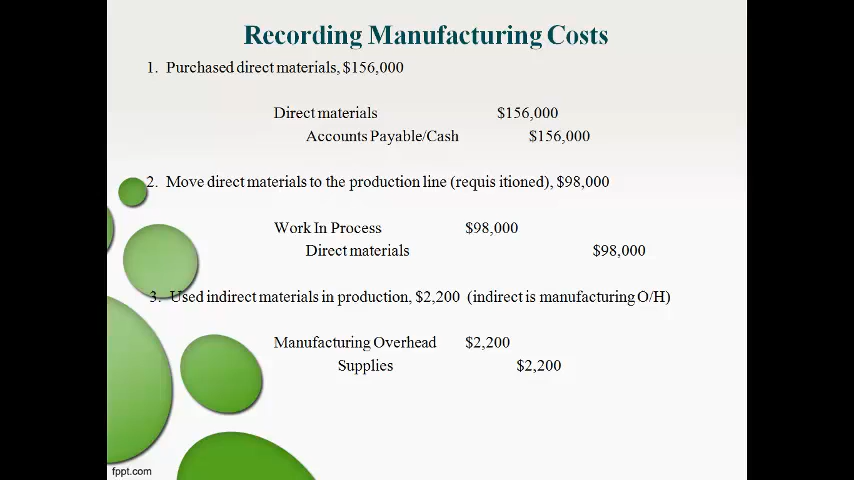 Recording Manufacturing Costs
1. Purchased direct materials, $156,000
Direct materials $156,000
Accounts Payable/Cash $156,000
2. Move direct materials to the production line (requis itioned), $98,000
Work In Process $98,000
Direct materials $98,000
3. Used indirect materials in production, $2,200 (indirect is manufacturing O/H)
Manufacturing Overhead $2,200
Supplies $2,200
fppt.com